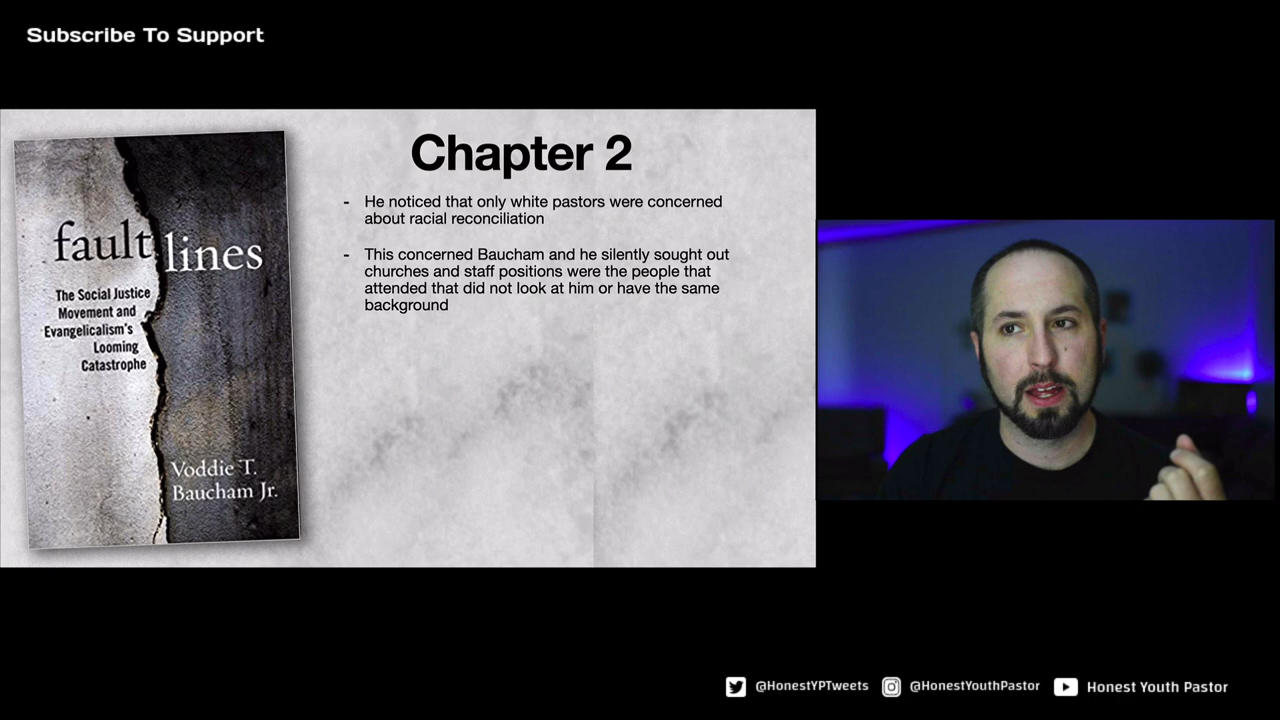 Subscribe To Support
Chapter 2
- He noticed that only white pastors were concerned
about racial reconciliation
- This concerned Baucham and he silently sought out
churches and staff positions were the people that
attended that did not look at him or have the same
background
fault lines
The Social Justice
Movement and
Evangelicalism's
Looming
Catastrophe
Voddie T.
Baucham Jr.
@HonestYPTweets @HonestYouthPastor Honest Youth Pastor